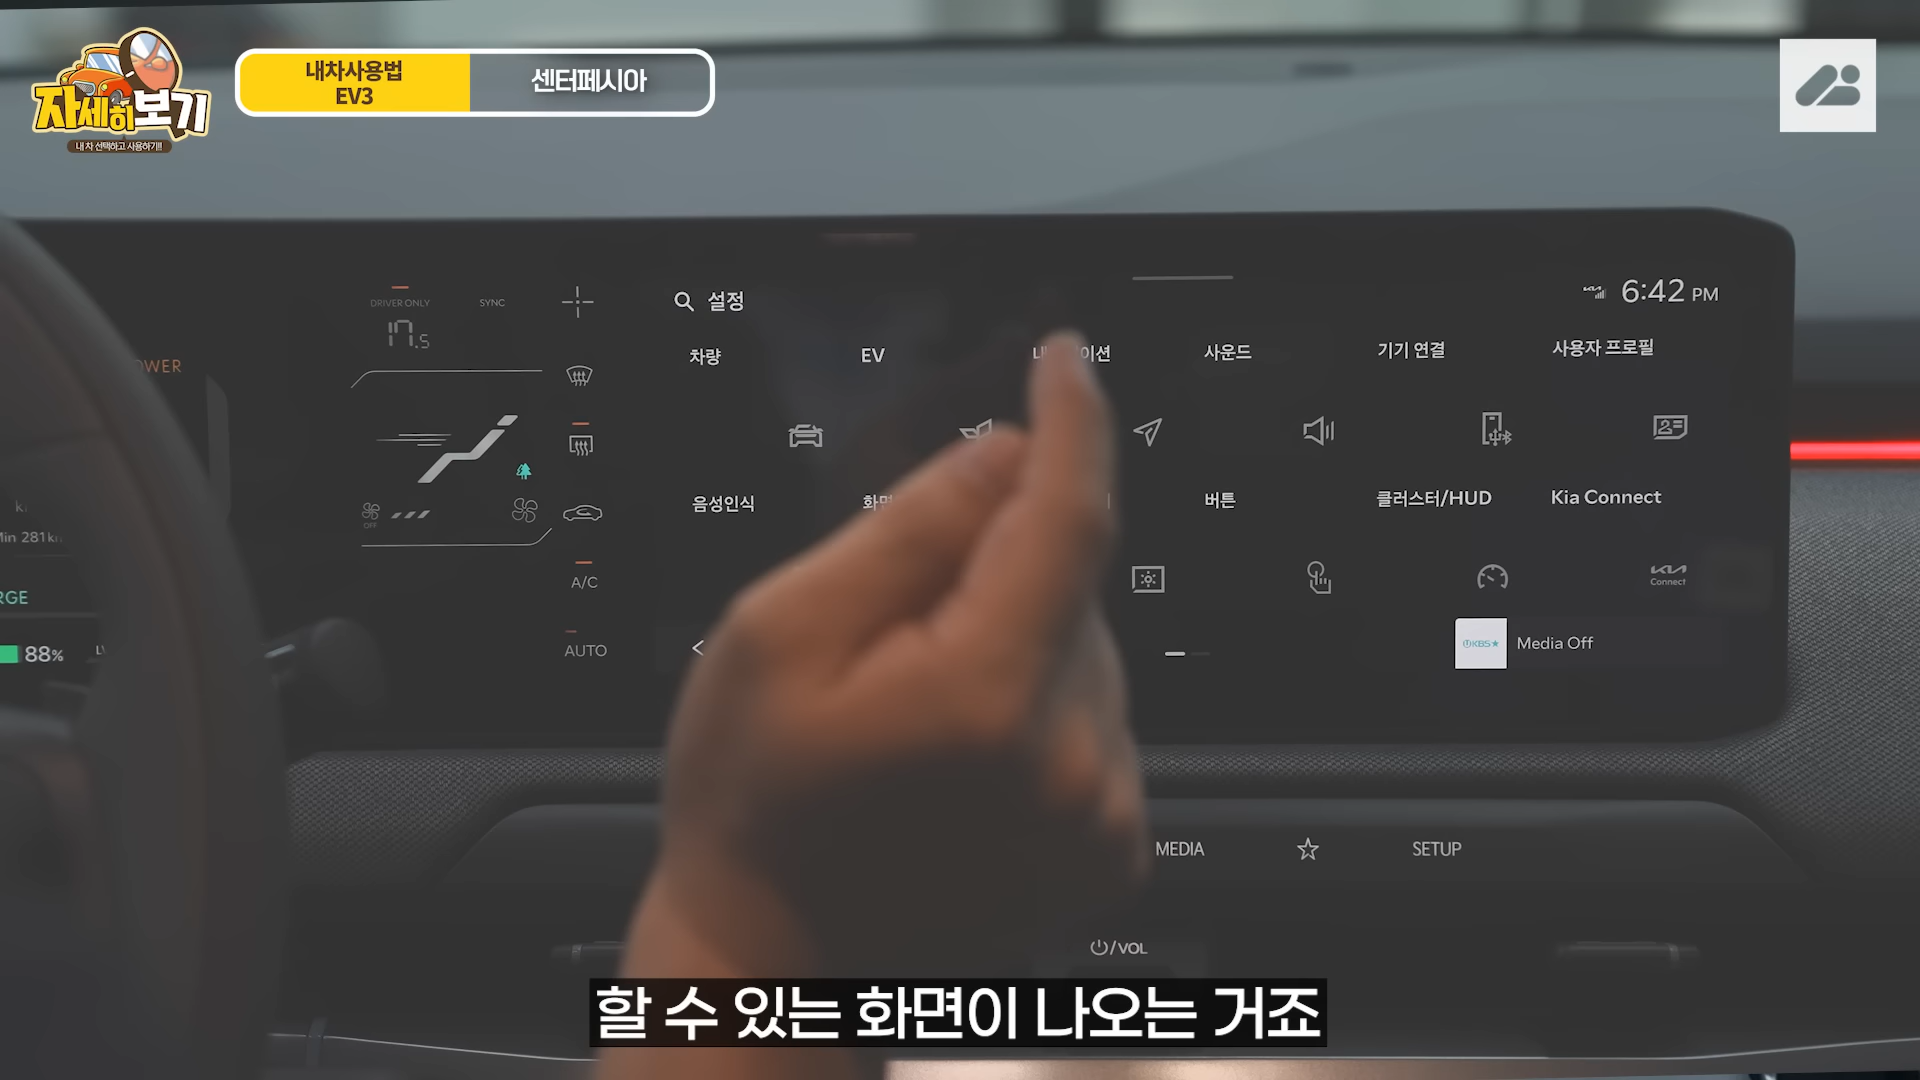 자세히보기
내 차 선택하고 사용하기!!
내차사용법
EV3
센터페시아
DRIVER ONLY
SYNC
17.5
설정
6:42 PM
차량
EV
사운드
기기 연결
사용자 프로필
음성인식
버튼
클러스터/HUD
Kia Connect
OFF
Connect
A/C
AUTO
88%
KBS
Media Off
MEDIA
SETUP
/VOL
할 수 있는 화면이 나오는 거죠